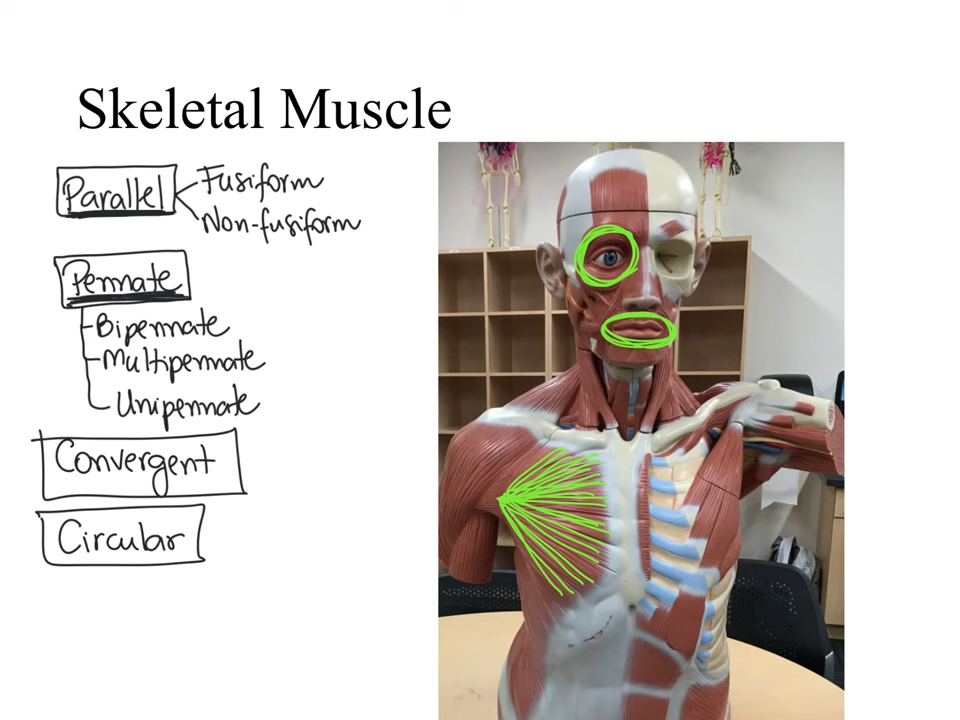 Skeletal Muscle
Parallel
Fusiform
Non-fusiform
Pennate
Bipennate
Multipennate
Unipennate
Convergent
Circular